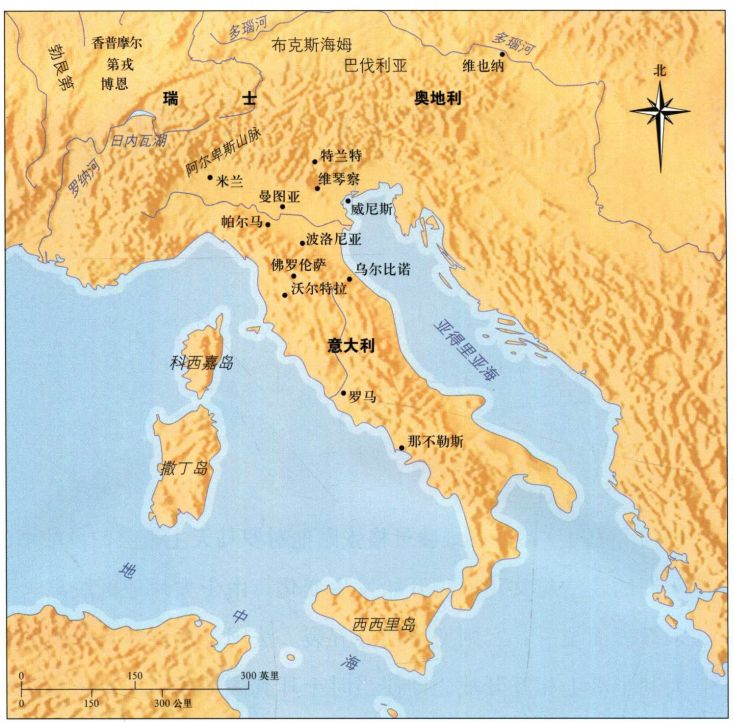 多瑙河
香普摩尔
第戎
博恩
勃艮第
布克斯海姆
巴伐利亚
多瑙河
维也纳
北
瑞士
奥地利
日内瓦湖
罗纳河
阿尔卑斯山脉
特兰特
米兰
维琴察
曼图亚
威尼斯
帕尔马
波洛尼亚
佛罗伦萨
乌尔比诺
沃尔特拉
意大利
亚得里亚海
科西嘉岛
罗马
那不勒斯
撒丁岛
地中海
西西里岛
0 150 300 英里
0 150 300 公里